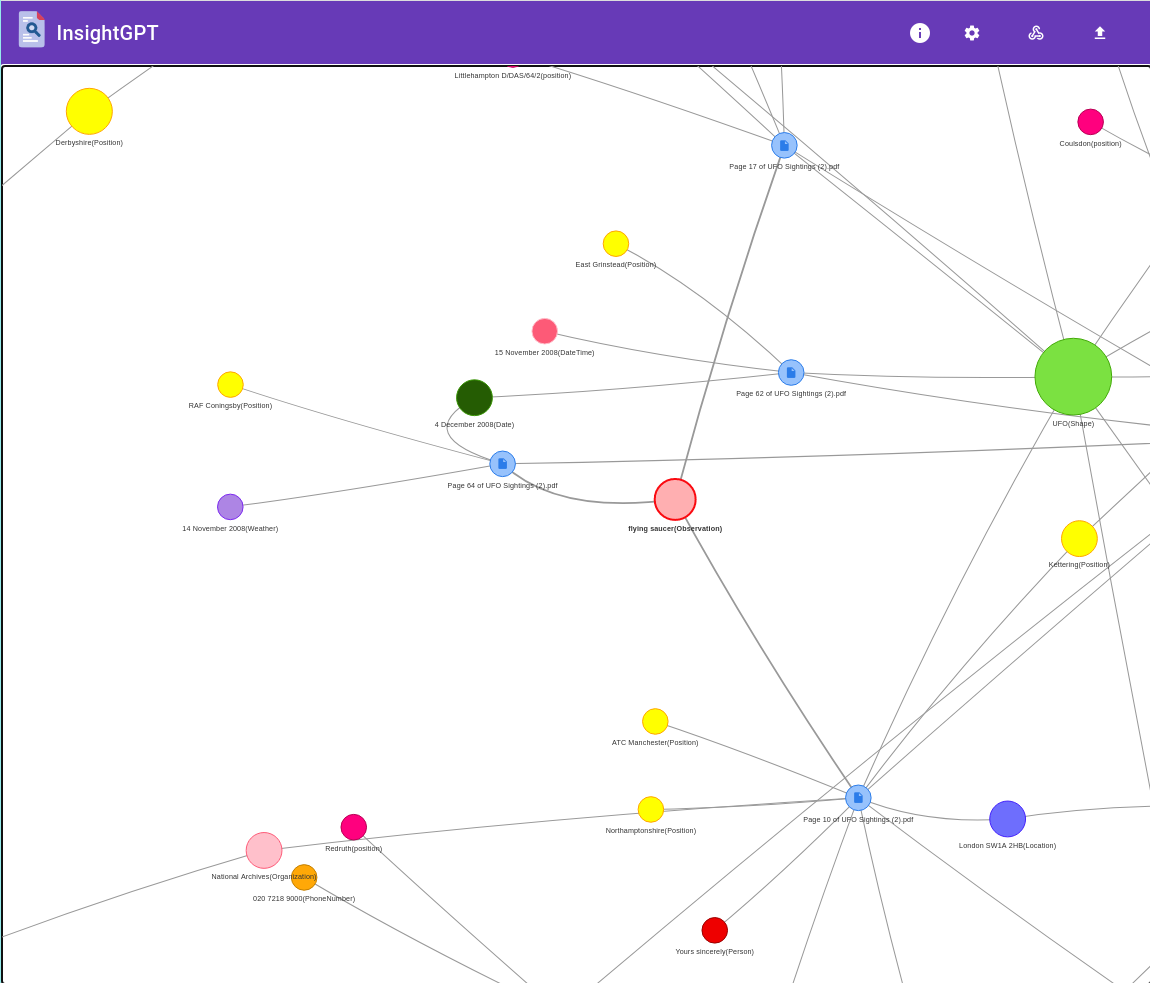 InsightGPT
Littlehampton D/DAS/64/2(position)
Derbyshire(Position)
Coulsdon(position)
Page 17 of UFO Sightings (2).pdf
East Grinstead(Position)
15 November 2008(DateTime)
Page 62 of UFO Sightings (2).pdf
RAF Coningsby(Position)
4 December 2008(Date)
UFO(Shape)
Page 64 of UFO Sightings (2).pdf
14 November 2008(Weather)
flying saucer(Observation)
Kettering(Position)
ATC Manchester(Position)
Page 10 of UFO Sightings (2).pdf
Northamptonshire(Position)
London SW1A 2HB(Location)
Redruth(position)
National Archives(Organization)
020 7218 9000(PhoneNumber)
Yours sincerely(Person)